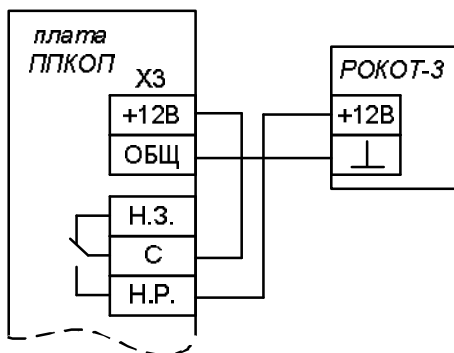 плата
ППКОП
Х3
+12В
ОБЩ
Н.З.
С
Н.Р.
РОКОТ-3
+12В